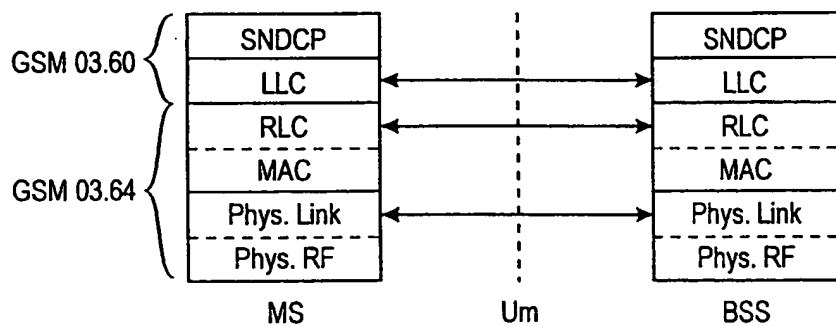 GSM 03.60
GSM 03.64
SNDCP
LLC
RLC
MAC
Phys. Link
Phys. RF
MS
Um
SNDCP
LLC
RLC
MAC
Phys. Link
Phys. RF
BSS